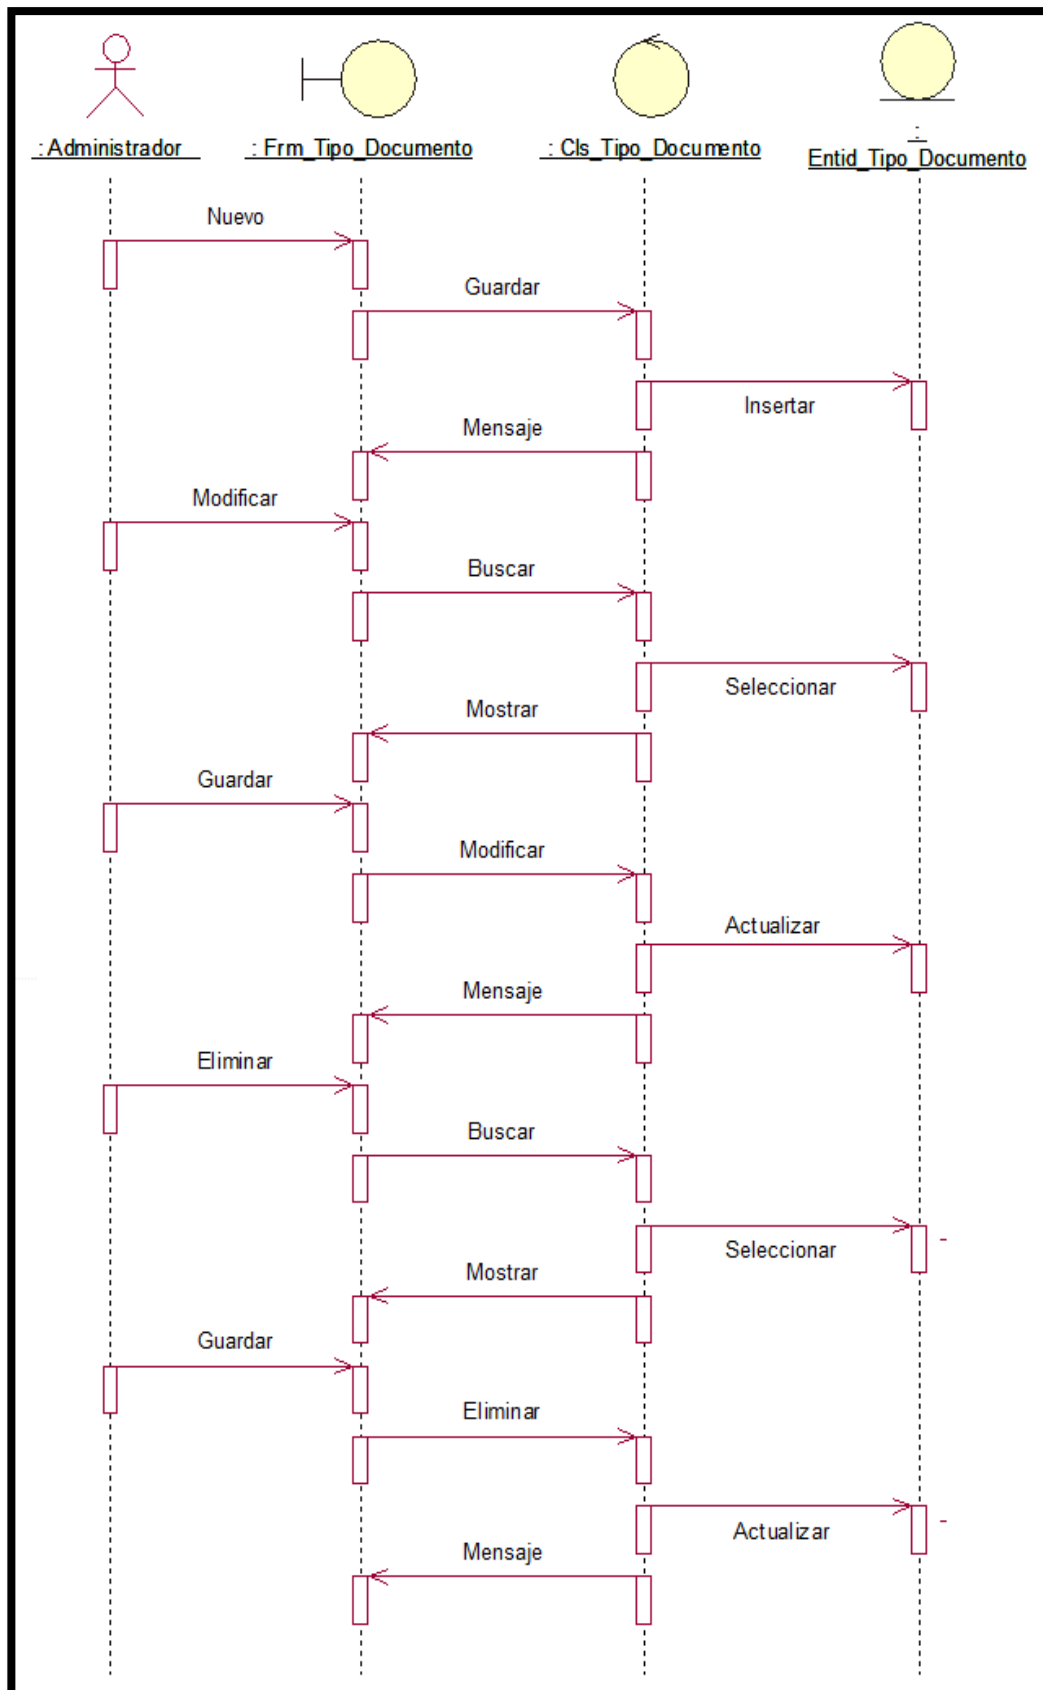 : Administrador
: Frm_Tipo_Documento
: Cls_Tipo_Documento
:
Entid_Tipo_Documento
Nuevo
Guardar
Insertar
Mensaje
Modificar
Buscar
Seleccionar
Mostrar
Guardar
Modificar
Actualizar
Mensaje
Eliminar
Buscar
Seleccionar
Mostrar
Guardar
Eliminar
Actualizar
Mensaje